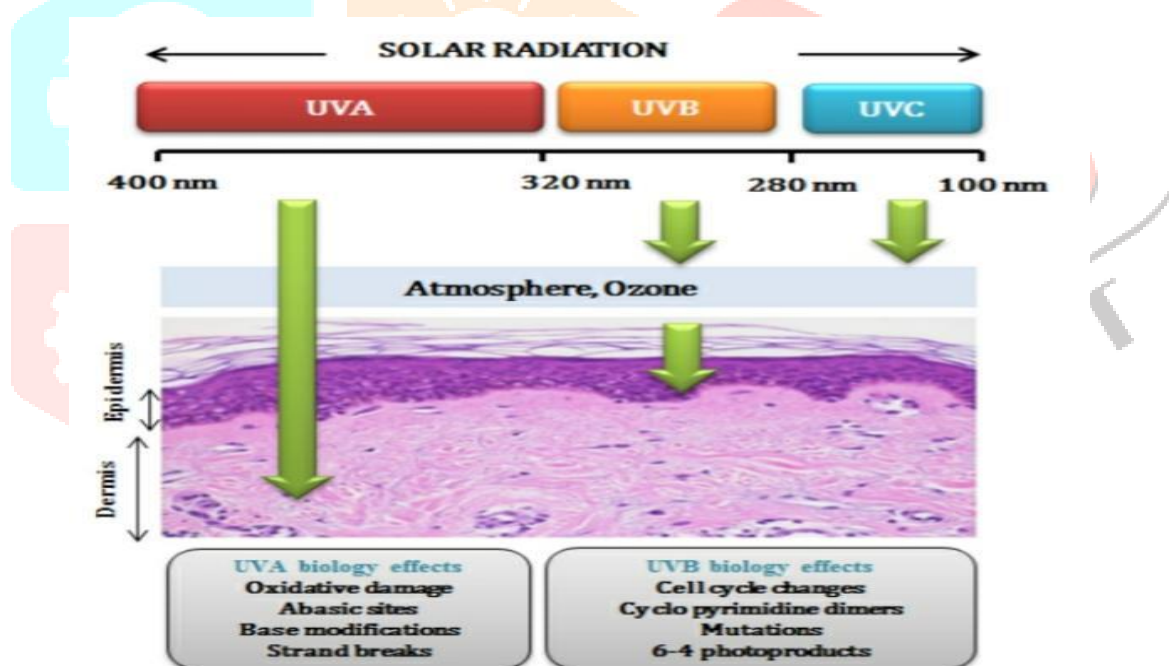 SOLAR RADIATION
UVA UVB UVC
400 nm 320 nm 280 nm 100 nm
Atmosphere, Ozone
Epidermis
Dermis
UVA biology effects
Oxidative damage
Abasic sites
Base modifications
Strand breaks
UVB biology effects
Cell cycle changes
Cyclo pyrimidine dimers
Mutations
6-4 photoproducts